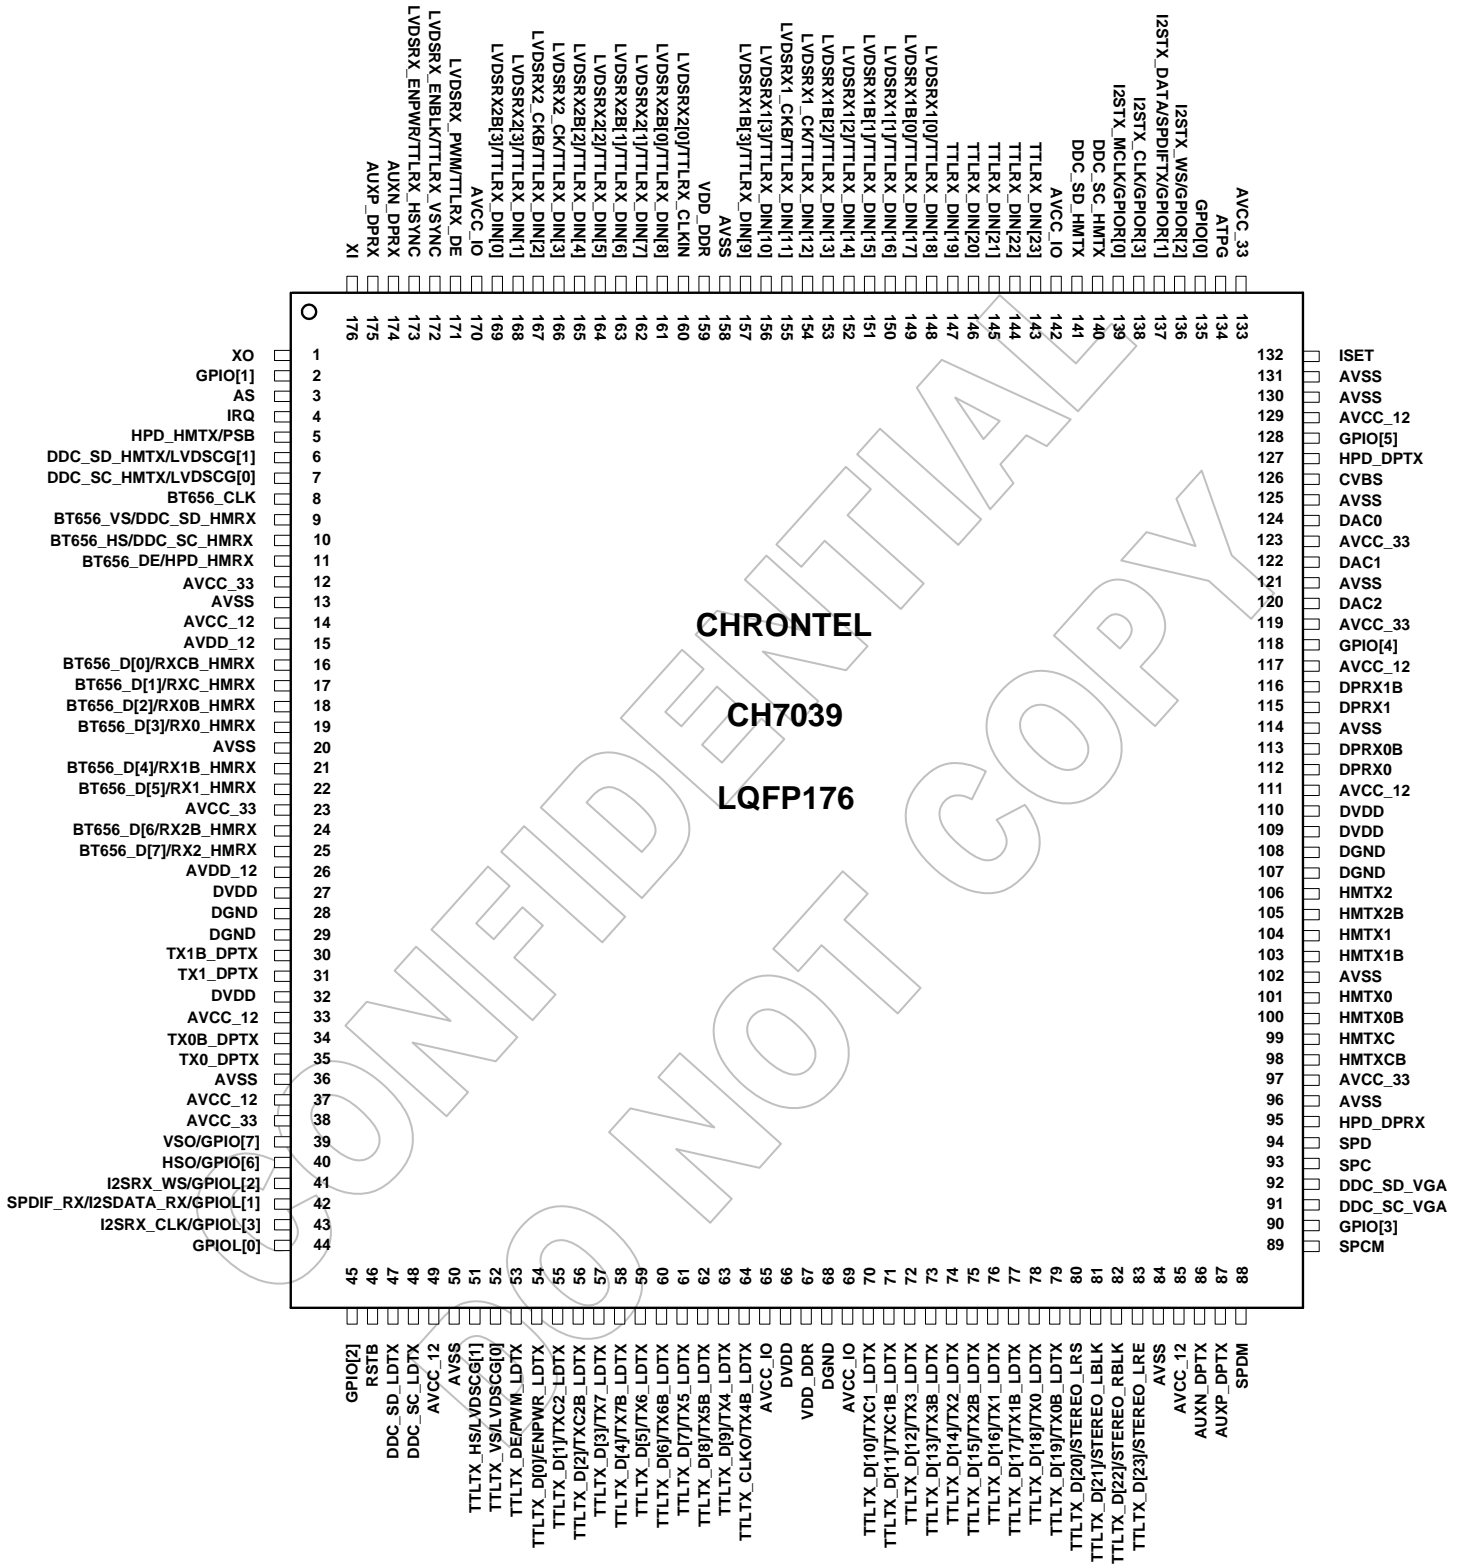 LVDSRX_ENPWR/TTLRX_HSYNC
LVDSRX_ENBLK/TTLRX_VSYNC
LVDSRX_PWM/TTLRX_DE
AVCC_IO
LVDSRX2B[3]/TTLRX_DIN[0]
LVDSRX2[3]/TTLRX_DIN[1]
LVDSRX2_CKB/TTLRX_DIN[2]
LVDSRX2_CK/TTLRX_DIN[3]
LVDSRX2B[2]/TTLRX_DIN[4]
LVDSRX2[2]/TTLRX_DIN[5]
LVDSRX2B[1]/TTLRX_DIN[6]
LVDSRX2[1]/TTLRX_DIN[7]
LVDSRX2B[0]/TTLRX_DIN[8]
LVDSRX2[0]/TTLRX_CLKIN
VDD_DDR
AVSS
LVDSRX1B[3]/TTLRX_DIN[9]
LVDSRX1[3]/TTLRX_DIN[10]
LVDSRX1_CKB/TTLRX_DIN[11]
LVDSRX1_CK/TTLRX_DIN[12]
LVDSRX1B[2]/TTLRX_DIN[13]
LVDSRX1[2]/TTLRX_DIN[14]
LVDSRX1B[1]/TTLRX_DIN[15]
LVDSRX1[1]/TTLRX_DIN[16]
LVDSRX1B[0]/TTLRX_DIN[17]
LVDSRX1[0]/TTLRX_DIN[18]
TTLRX_DIN[19]
TTLRX_DIN[20]
TTLRX_DIN[21]
TTLRX_DIN[22]
TTLRX_DIN[23]
AVCC_IO
DDC_SD_HMTX
DDC_SC_HMTX
I2STX_MCLK/GPIOR[0]
I2STX_CLK/GPIOR[3]
I2STX_DATA/SPDIFTX/GPIOR[1]
I2STX_WS/GPIOR[2]
GPIO[0]
ATPG
AVCC_33
XI
AUXP_DPRX
AUXN_DPRX
176 175 174 173 172 171 170 169 168 167 166 165 164 163 162 161 160 159 158 157 156 155 154 153 152 151 150 149 148 147 146 145 144 143 142 141 140 139 138 137 136 135 134 133
XO 1
GPIO[1] 2
AS 3
IRQ 4
HPD_HMTX/PSB 5
DDC_SD_HMTX/LVDSCG[1] 6
DDC_SC_HMTX/LVDSCG[0] 7
BT656_CLK 8
BT656_VS/DDC_SD_HMRX 9
BT656_HS/DDC_SC_HMRX 10
BT656_DE/HPD_HMRX 11
AVCC_33 12
AVSS 13
AVCC_12 14
AVDD_12 15
BT656_D[0]/RXCB_HMRX 16
BT656_D[1]/RXC_HMRX 17
BT656_D[2]/RX0B_HMRX 18
BT656_D[3]/RX0_HMRX 19
AVSS 20
BT656_D[4]/RX1B_HMRX 21
BT656_D[5]/RX1_HMRX 22
AVCC_33 23
BT656_D[6/RX2B_HMRX 24
BT656_D[7]/RX2_HMRX 25
AVDD_12 26
DVDD 27
DGND 28
DGND 29
TX1B_DPTX 30
TX1_DPTX 31
DVDD 32
AVCC_12 33
TX0B_DPTX 34
TX0_DPTX 35
AVSS 36
AVCC_12 37
AVCC_33 38
VSO/GPIO[7] 39
HSO/GPIO[6] 40
I2SRX_WS/GPIOL[2] 41
SPDIF_RX/I2SDATA_RX/GPIOL[1] 42
I2SRX_CLK/GPIOL[3] 43
GPIOL[0] 44
CHRONTEL
CH7039
LQFP176
CONFIDENTIAL
DO NOT COPY
132 ISET
131 AVSS
130 AVSS
129 AVCC_12
128 GPIO[5]
127 HPD_DPTX
126 CVBS
125 AVSS
124 DAC0
123 AVCC_33
122 DAC1
121 AVSS
120 DAC2
119 AVCC_33
118 GPIO[4]
117 AVCC_12
116 DPRX1B
115 DPRX1
114 AVSS
113 DPRX0B
112 DPRX0
111 AVCC_12
110 DVDD
109 DVDD
108 DGND
107 DGND
106 HMTX2
105 HMTX2B
104 HMTX1
103 HMTX1B
102 AVSS
101 HMTX0
100 HMTX0B
99 HMTXC
98 HMTXCB
97 AVCC_33
96 AVSS
95 HPD_DPRX
94 SPD
93 SPC
92 DDC_SD_VGA
91 DDC_SC_VGA
90 GPIO[3]
89 SPCM
45 46 47 48 49 50 51 52 53 54 55 56 57 58 59 60 61 62 63 64 65 66 67 68 69 70 71 72 73 74 75 76 77 78 79 80 81 82 83 84 85 86 87 88
GPIO[2]
RSTB
DDC_SD_LDTX
DDC_SC_LDTX
AVCC_12
AVSS
TTLTX_HS/LVDSCG[1]
TTLTX_VS/LVDSCG[0]
TTLTX_DE/PWM_LDTX
TTLTX_D[0]/ENPWR_LDTX
TTLTX_D[1]/TXC2_LDTX
TTLTX_D[2]/TXC2B_LDTX
TTLTX_D[3]/TX7_LDTX
TTLTX_D[4]/TX7B_LDTX
TTLTX_D[5]/TX6_LDTX
TTLTX_D[6]/TX6B_LDTX
TTLTX_D[7]/TX5_LDTX
TTLTX_D[8]/TX5B_LDTX
TTLTX_D[9]/TX4_LDTX
TTLTX_CLKO/TX4B_LDTX
AVCC_IO
DVDD
VDD_DDR
DGND
AVCC_IO
TTLTX_D[10]/TXC1_LDTX
TTLTX_D[11]/TXC1B_LDTX
TTLTX_D[12]/TX3_LDTX
TTLTX_D[13]/TX3B_LDTX
TTLTX_D[14]/TX2_LDTX
TTLTX_D[15]/TX2B_LDTX
TTLTX_D[16]/TX1_LDTX
TTLTX_D[17]/TX1B_LDTX
TTLTX_D[18]/TX0_LDTX
TTLTX_D[19]/TX0B_LDTX
TTLTX_D[20]/STEREO_LRS
TTLTX_D[21]/STEREO_LBLK
TTLTX_D[22]/STEREO_RBLK
TTLTX_D[23]/STEREO_LRE
AVSS
AVCC_12
AUXN_DPTX
AUXP_DPTX
SPDM